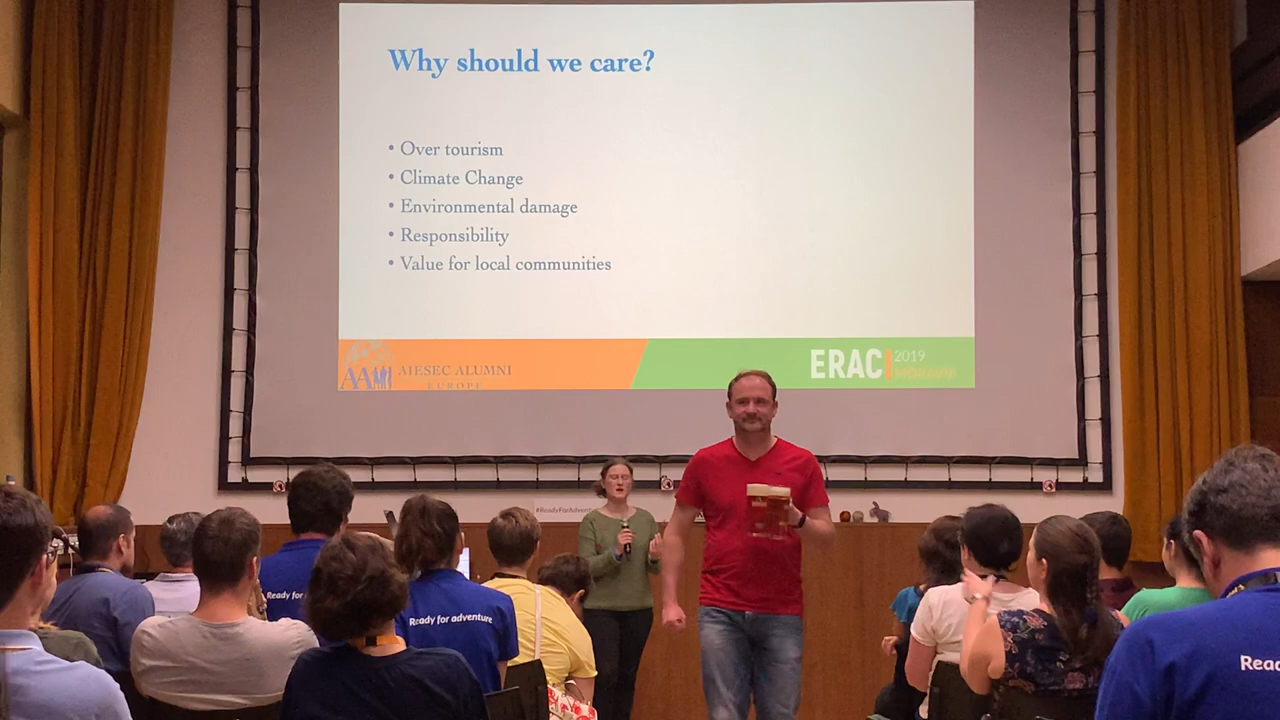 Why should we care?
• Over tourism
• Climate Change
• Environmental damage
• Responsibility
• Value for local communities
AIESEC ALUMNI
EUROPE
ERAC
2019
#ReadyForAdventure
Ready for
Ready for adventure